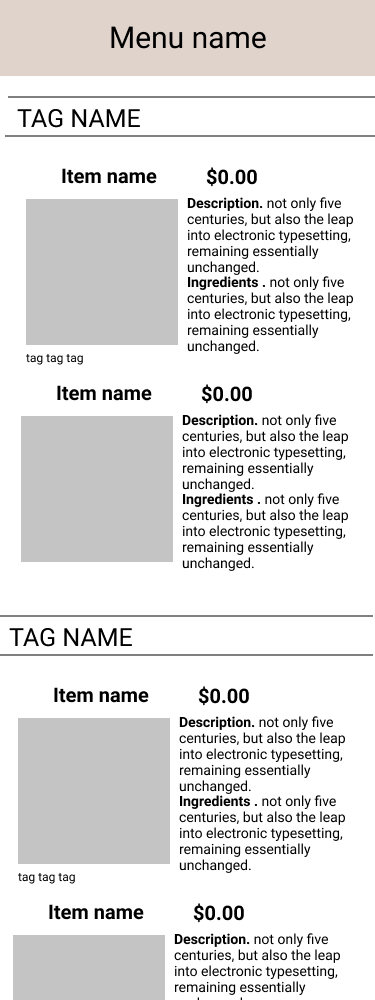 Menu name
TAG NAME
Item name $0.00
Description. not only five
centuries, but also the leap
into electronic typesetting,
remaining essentially
unchanged.
Ingredients . not only five
centuries, but also the leap
into electronic typesetting,
remaining essentially
unchanged.
tag tag tag
Item name $0.00
Description. not only five
centuries, but also the leap
into electronic typesetting,
remaining essentially
unchanged.
Ingredients . not only five
centuries, but also the leap
into electronic typesetting,
remaining essentially
unchanged.
TAG NAME
Item name $0.00
Description. not only five
centuries, but also the leap
into electronic typesetting,
remaining essentially
unchanged.
Ingredients . not only five
centuries, but also the leap
into electronic typesetting,
remaining essentially
unchanged.
tag tag tag
Item name $0.00
Description. not only five
centuries, but also the leap
into electronic typesetting,
remaining essentially